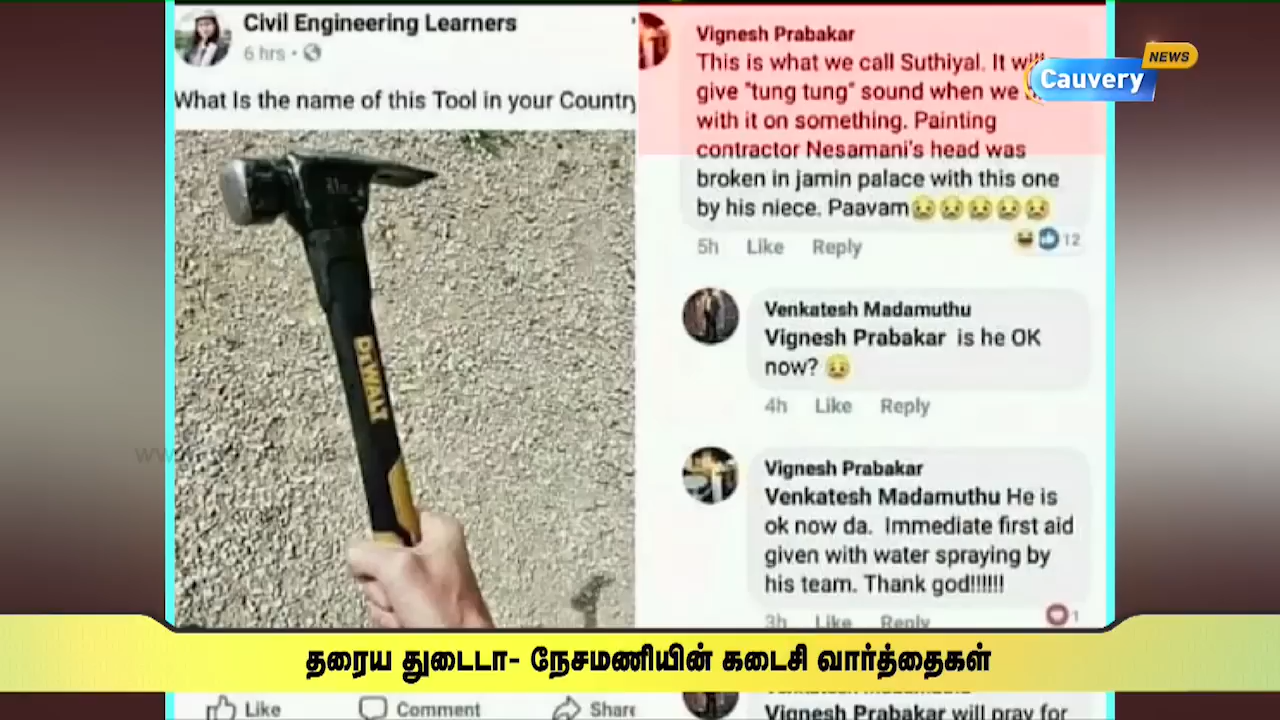 Civil Engineering Learners
6 hrs
What Is the name of this Tool in your Country
DEWALT
Vignesh Prabakar
This is what we call Suthiyal. It
give "tung tung" sound when we
with it on something. Painting
contractor Nesamani's head was
broken in jamin palace with this one
by his niece. Paavam😢😢😢😢😢
5h Like Reply
12
Venkatesh Madamuthu
Vignesh Prabakar is he OK
now? 😢
4h Like Reply
Vignesh Prabakar
Venkatesh Madamuthu He is
ok now da. Immediate first aid
given with water spraying by
his team. Thank god!!!!!!
3h Like Reply
1
Vignesh Prabakar will pray for
Cauvery
NEWS
தரைய துடைடா- நேசமணியின் கடைசி வார்த்தைகள்
Like Comment Share